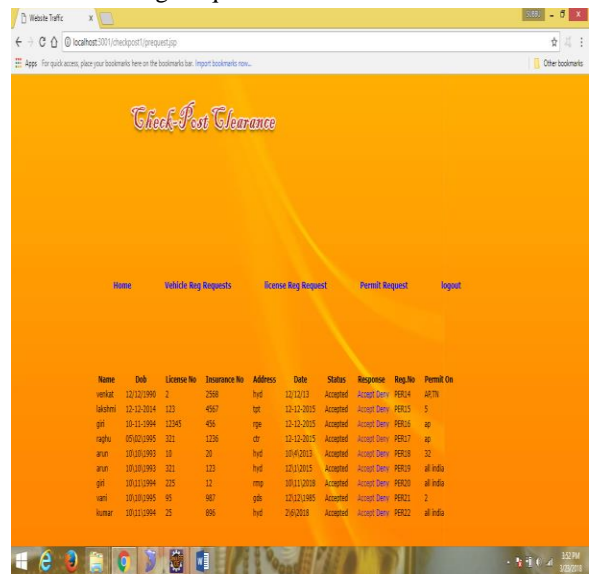 Website Traffic x
localhost:3001/checkpost1/prequest.jsp
Apps For quick access, place your bookmarks here on the bookmarks bar. Import bookmarks now... Other bookmarks
Check-Post Clearance
Home Vehicle Reg Requests license Reg Request Permit Request logout
Name Dob License No Insurance No Address Date Status Response Reg.No Permit On
venkat 12/12/1990 2 2568 hyd 12/12/13 Accepted Accept Deny PER14 AP,TN
lakshmi 12-12-2014 123 4567 tpt 12-12-2015 Accepted Accept Deny PER15 5
giri 10-11-1994 12345 456 rge 12-12-2015 Accepted Accept Deny PER16 ap
raghu 05\02\1995 321 1236 ctr 12-12-2015 Accepted Accept Deny PER17 ap
arun 10\10\1993 10 20 hyd 10\4\2013 Accepted Accept Deny PER18 32
arun 10\10\1993 321 123 hyd 12\1\2015 Accepted Accept Deny PER19 all india
giri 10\11\1994 225 12 rmp 10\11\2018 Accepted Accept Deny PER20 all india
vani 10\10\1995 95 987 gds 12\12\1985 Accepted Accept Deny PER21 2
kumar 10\11\1994 25 896 hyd 2\6\2018 Accepted Accept Deny PER22 all india
3:52 PM